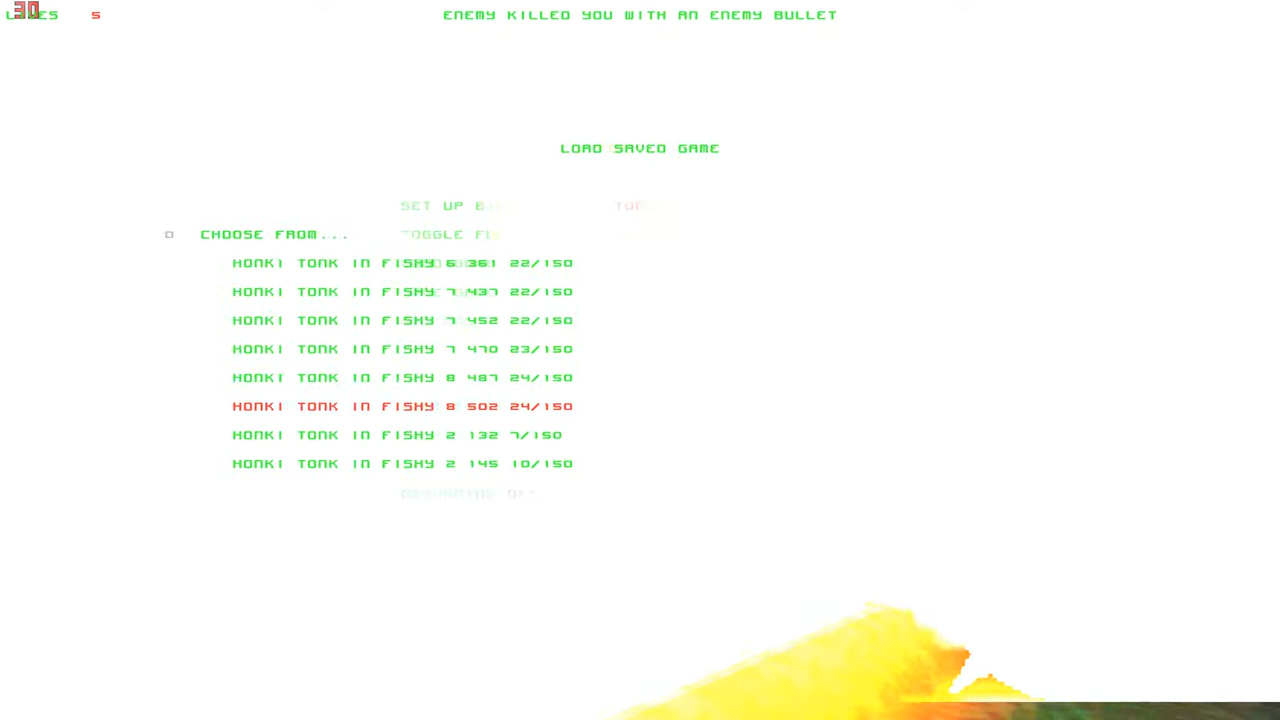 30
LIVES 5
ENEMY KILLED YOU WITH AN ENEMY BULLET
LOAD SAVED GAME
SET UP
CHOOSE FROM...
TOGGLE
HONKI TONK IN FISHY 6 361 22/150
HONKI TONK IN FISHY 7 437 22/150
HONKI TONK IN FISHY 7 452 22/150
HONKI TONK IN FISHY 7 470 23/150
HONKI TONK IN FISHY 8 487 24/150
HONKI TONK IN FISHY 8 502 24/150
HONKI TONK IN FISHY 2 132 7/150
HONKI TONK IN FISHY 2 145 10/150